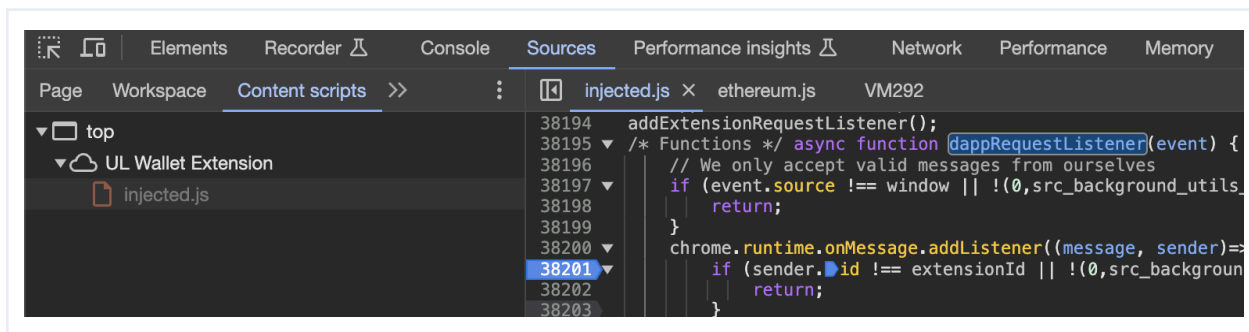 Elements Recorder Console Sources Performance insights Network Performance Memory
Page Workspace Content scripts >> injected.js × ethereum.js VM292
top
UL Wallet Extension
injected.js
38194 addExtensionRequestListener();
38195 /* Functions */ async function dappRequestListener(event) {
38196 // We only accept valid messages from ourselves
38197 if (event.source !== window || !(0,src_background_utils_
38198 return;
38199 }
38200 chrome.runtime.onMessage.addListener((message, sender)=>
38201 if (sender.id !== extensionId || !(0,src_backgroun
38202 return;
38203 }